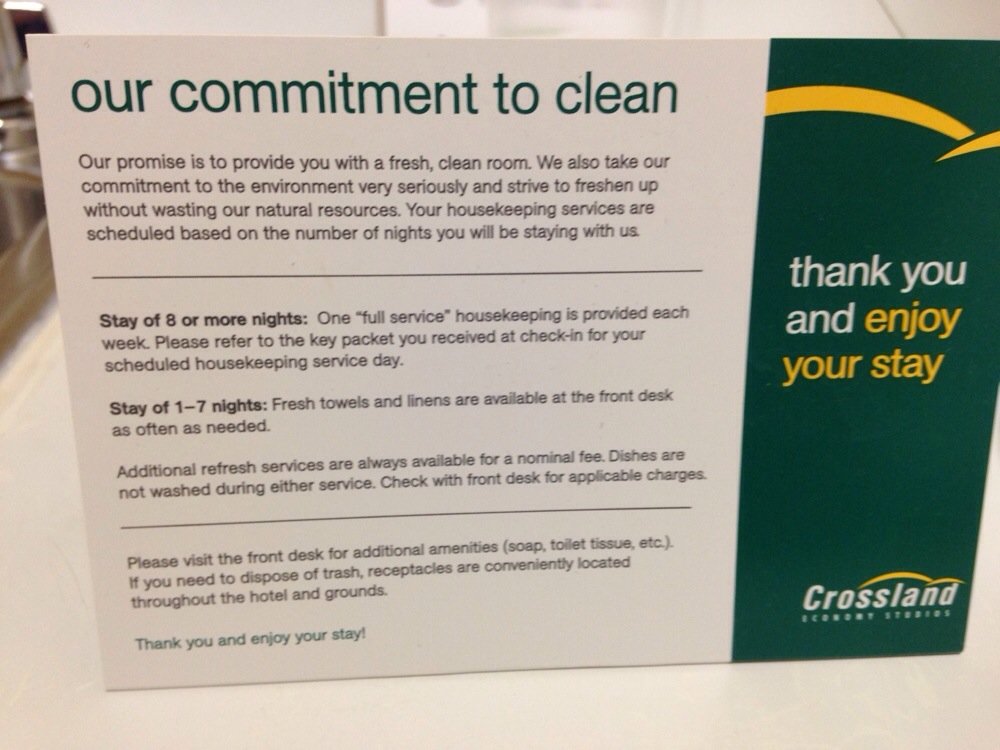 our commitment to clean
Our promise is to provide you with a fresh, clean room. We also take our
commitment to the environment very seriously and strive to freshen up
without wasting our natural resources. Your housekeeping services are
scheduled based on the number of nights you will be staying with us.
Stay of 8 or more nights: One "full service" housekeeping is provided each
week. Please refer to the key packet you received at check-in for your
scheduled housekeeping service day.
Stay of 1–7 nights: Fresh towels and linens are available at the front desk
as often as needed.
Additional refresh services are always available for a nominal fee. Dishes are
not washed during either service. Check with front desk for applicable charges.
Please visit the front desk for additional amenities (soap, toilet tissue, etc.).
If you need to dispose of trash, receptacles are conveniently located
throughout the hotel and grounds.
Thank you and enjoy your stay!
thank you
and enjoy
your stay
Crossland
ECONOMY STUDIOS